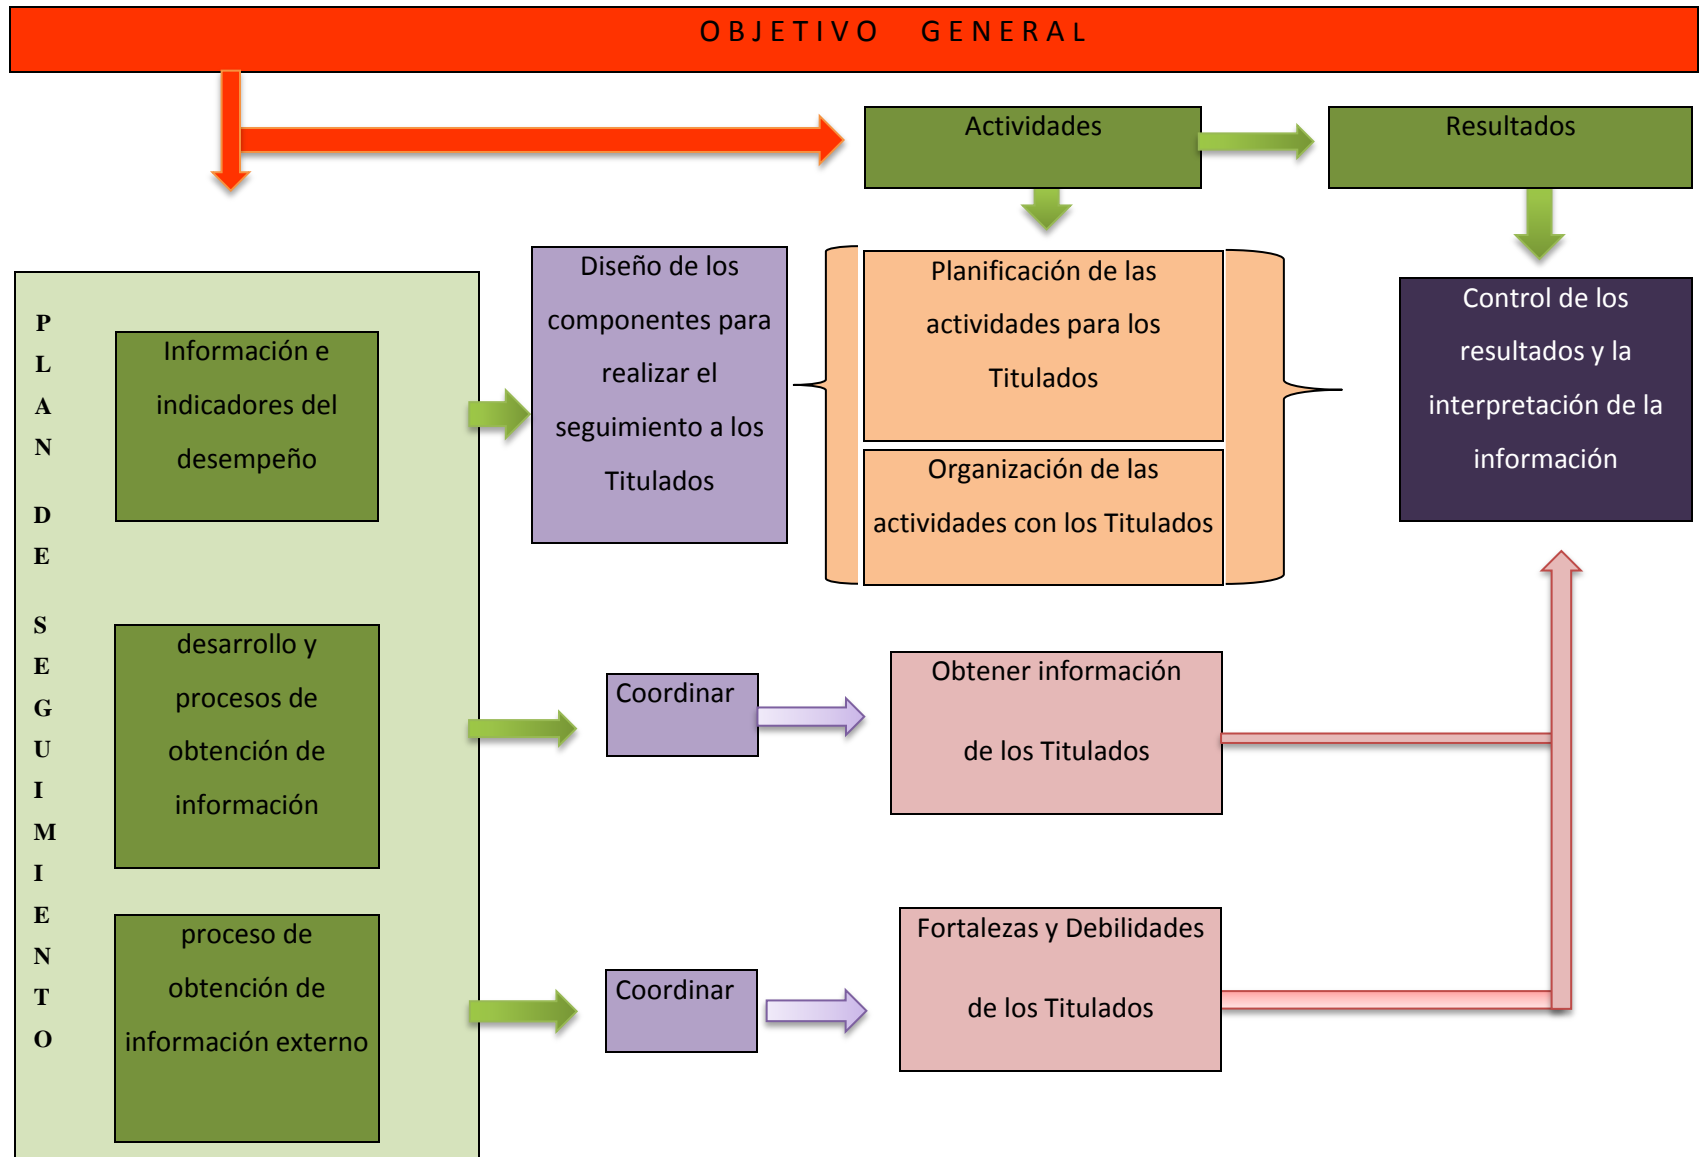 OBJETIVO GENERAL
Actividades
Resultados
PLAN DE SEGUIMIENTO
Información e
indicadores del
desempeño
Diseño de los
componentes para
realizar el
seguimiento a los
Titulados
Planificación de las
actividades para los
Titulados
Organización de las
actividades con los Titulados
Control de los
resultados y la
interpretación de la
información
desarrollo y
procesos de
obtención de
información
Coordinar
Obtener información
de los Titulados
proceso de
obtención de
información externo
Coordinar
Fortalezas y Debilidades
de los Titulados